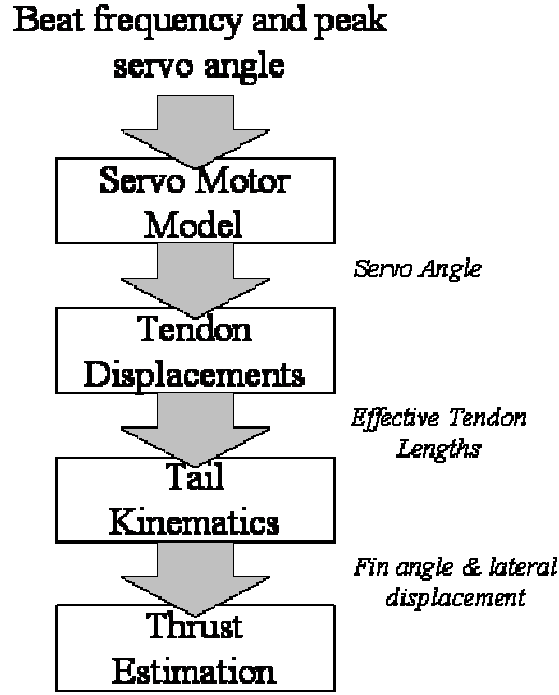 Beat frequency and peak
servo angle
Servo Motor
Model
Servo Angle
Tendon
Displacements
Effective Tendon
Lengths
Tail
Kinematics
Fin angle & lateral
displacement
Thrust
Estimation